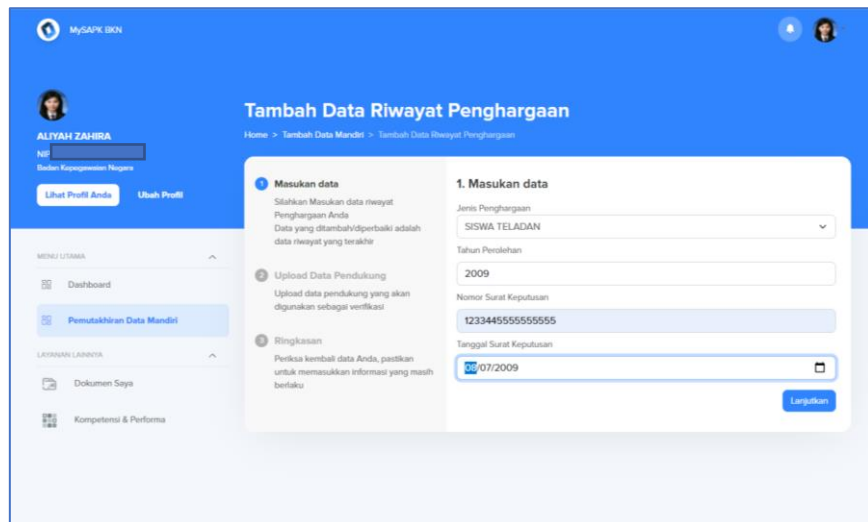 MySAPK BKN
ALIYAH ZAHIRA
NIP
Badan Kepegawaian Negara
Lihat Profil Anda
Ubah Profil
MENU UTAMA
Dashboard
Pemutakhiran Data Mandiri
LAYANAN LAINNYA
Dokumen Saya
Kompetensi & Performa
Tambah Data Riwayat Penghargaan
Home > Tambah Data Mandiri > Tambah Data Riwayat Penghargaan
1 Masukan data
Silahkan Masukan data riwayat
Penghargaan Anda
Data yang ditambah/diperbaiki adalah
data riwayat yang terakhir
2 Upload Data Pendukung
Upload data pendukung yang akan
digunakan sebagai verifikasi
3 Ringkasan
Periksa kembali data Anda, pastikan
untuk memasukkan informasi yang masih
berlaku
1. Masukan data
Jenis Penghargaan
SISWA TELADAN
Tahun Perolehan
2009
Nomor Surat Keputusan
1233445555555555
Tanggal Surat Keputusan
08/07/2009
Lanjutkan